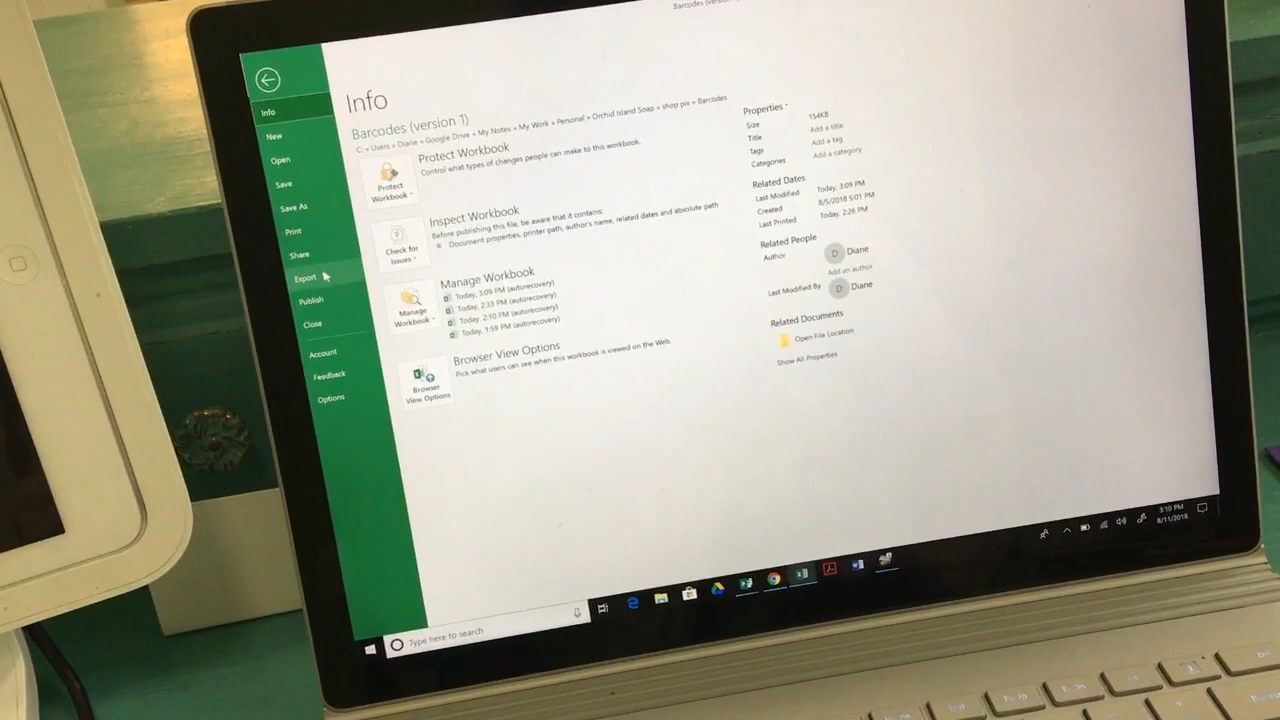 Barcodes (version
Info
New
Open
Save
Save As
Print
Share
Export
Publish
Close
Account
Feedback
Options
Info
Barcodes (version 1)
C: » Users » Diane » Google Drive » My Notes » My Work » Personal » Orchid Island Soap » shop pix » Barcodes
Protect Workbook
Control what types of changes people can make to this workbook.
Protect
Workbook
Inspect Workbook
Before publishing this file, be aware that it contains:
Document properties, printer path, author's name, related dates and absolute path
Check for
Issues
Manage Workbook
Today, 3:09 PM (autorecovery)
Today, 2:33 PM (autorecovery)
Today, 2:10 PM (autorecovery)
Today, 1:59 PM (autorecovery)
Manage
Workbook
Browser View Options
Pick what users can see when this workbook is viewed on the Web.
Browser
View Options
Properties
Size 154KB
Title Add a title
Tags Add a tag
Categories Add a category
Related Dates
Last Modified Today, 3:09 PM
Created 8/5/2018 5:01 PM
Last Printed Today, 2:26 PM
Related People
Author D Diane
Add an author
Last Modified By D Diane
Related Documents
Open File Location
Show All Properties
Type here to search
3:10 PM
8/11/2018